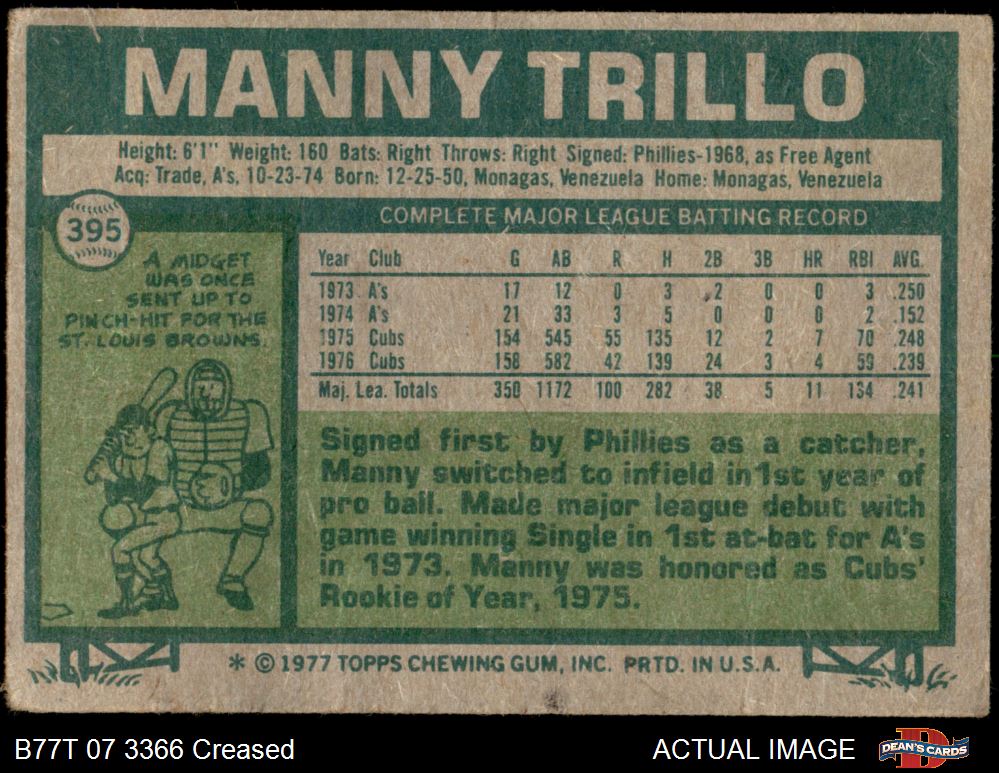 MANNY TRILLO
Height: 6'1" Weight: 160 Bats: Right Throws: Right Signed: Phillies-1968, as Free Agent
Acq: Trade, A's, 10-23-74 Born: 12-25-50, Monagas, Venezuela Home: Monagas, Venezuela
395
A MIDGET
WAS ONCE
SENT UP TO
PINCH-HIT FOR THE
ST. LOUIS BROWNS.
COMPLETE MAJOR LEAGUE BATTING RECORD
Year Club G AB R H 2B 3B HR RBI AVG.
1973 A's 17 12 0 3 2 0 0 3 .250
1974 A's 21 33 3 5 0 0 0 2 .152
1975 Cubs 154 545 55 135 12 2 7 70 .248
1976 Cubs 158 582 42 139 24 3 4 59 .239
Maj. Lea. Totals 350 1172 100 282 38 5 11 134 .241
Signed first by Phillies as a catcher,
Manny switched to infield in 1st year of
pro ball. Made major league debut with
game winning Single in 1st at-bat for A's
in 1973. Manny was honored as Cubs'
Rookie of Year, 1975.
* © 1977 TOPPS CHEWING GUM, INC. PRTD. IN U.S.A.
B77T 07 3366 Creased
ACTUAL IMAGE
D
DEAN'S CARDS